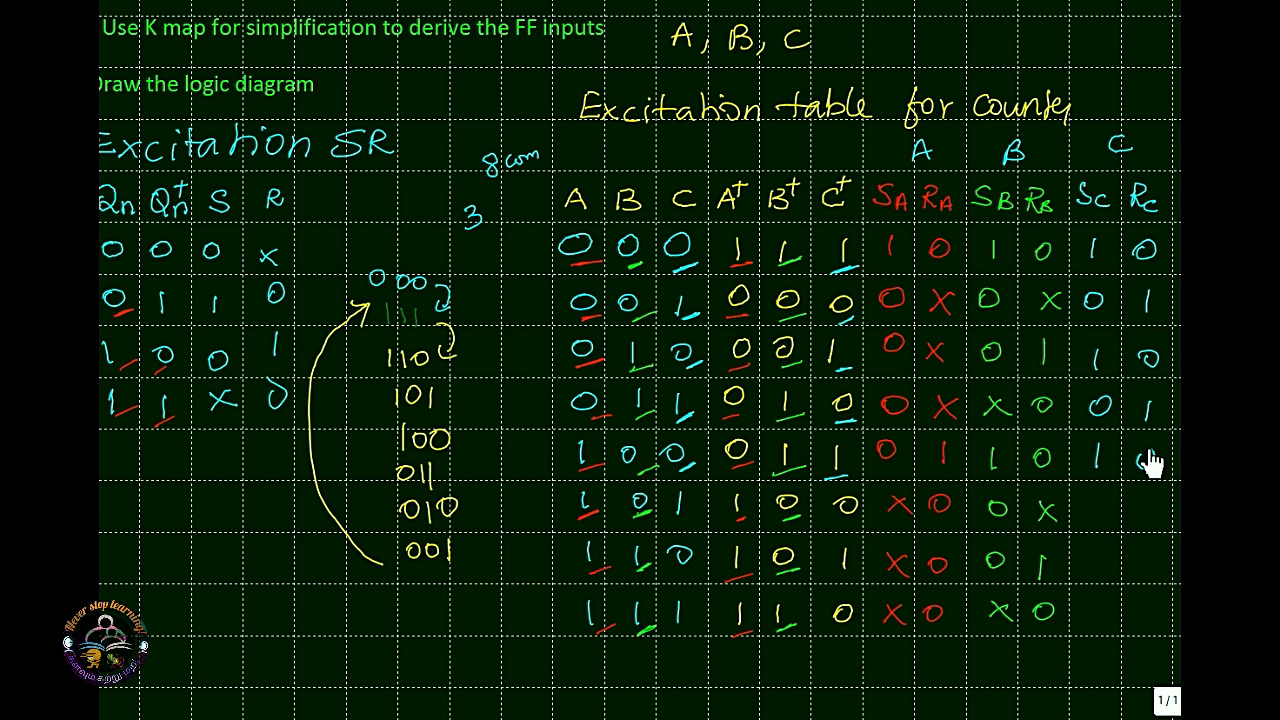 Use K map for simplification to derive the FF inputs
A, B, C
Draw the logic diagram
Excitation table for Counter
Excitation SR
8 com
3
A B C
Qn Qn+ S R
A B C A+ B+ C+ SA RA SB RB SC RC
0 0 0 x
0 1 1 0
1 0 0 1
1 1 x 0
000
111
110
101
100
011
010
001
0 0 0 1 1 1 1 0 1 0 1 0
0 0 1 0 0 0 0 x 0 x 0 1
0 1 0 0 0 1 0 x 0 1 1 0
0 1 1 0 1 0 0 x x 0 0 1
1 0 0 0 1 1 0 1 1 0 1 0
1 0 1 1 0 0 x 0 0 x
1 1 0 1 0 1 x 0 0 1
1 1 1 1 1 0 x 0 x 0
Never stop learning!
1/1